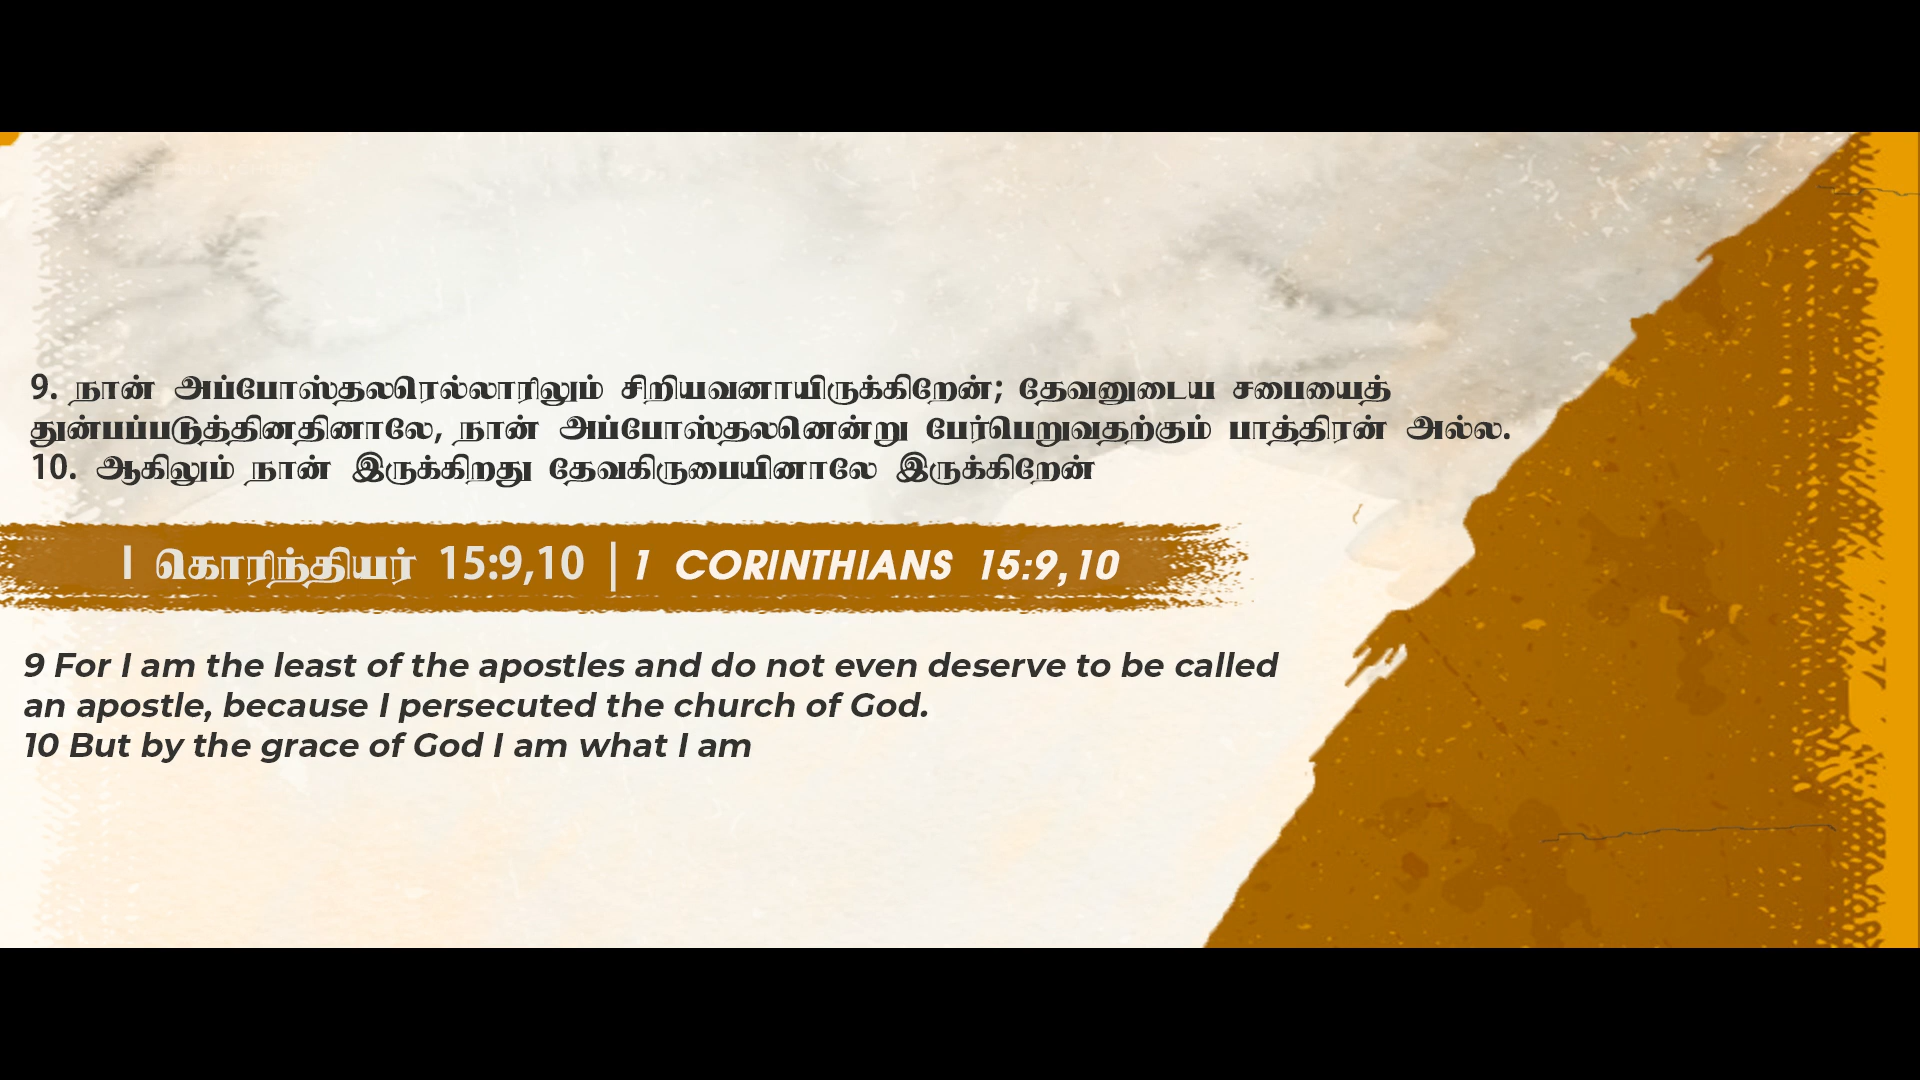 9. நான் அப்போஸ்தலரெல்லாரிலும் சிறியவனாயிருக்கிறேன்; தேவனுடைய சபையைத்
துன்பப்படுத்தினதினாலே, நான் அப்போஸ்தலனென்று பேர்பெறுவதற்கும் பாத்திரன் அல்ல.
10. ஆகிலும் நான் இருக்கிறது தேவகிருபையினாலே இருக்கிறேன்
I கொரிந்தியர் 15:9,10 | 1 CORINTHIANS 15:9,10
9 For I am the least of the apostles and do not even deserve to be called
an apostle, because I persecuted the church of God.
10 But by the grace of God I am what I am